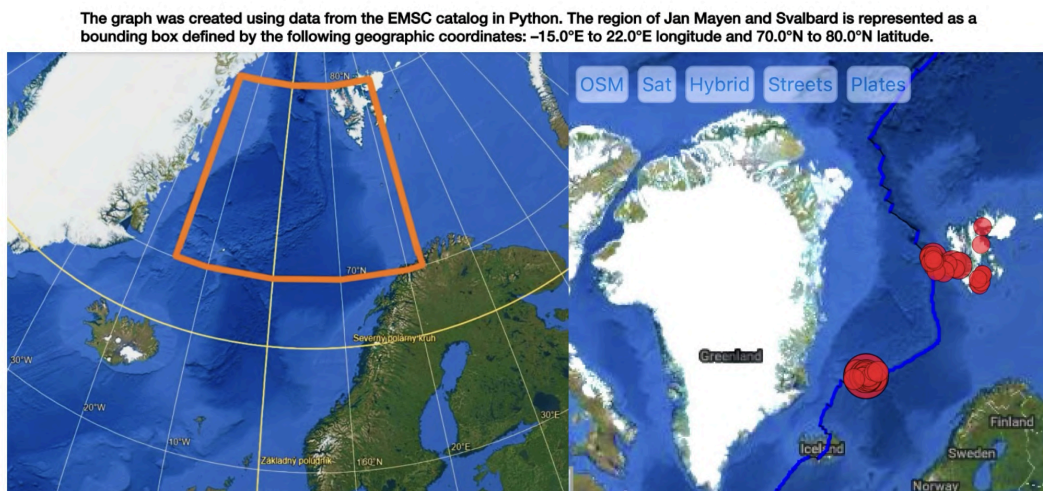 The graph was created using data from the EMSC catalog in Python. The region of Jan Mayen and Svalbard is represented as a
bounding box defined by the following geographic coordinates: –15.0°E to 22.0°E longitude and 70.0°N to 80.0°N latitude.
80°N
70°N
Severný polárny kruh
30°W
20°W
10°W
Základný poludník
160°N
20°E
30°E
OSM Sat Hybrid Streets Plates
Greenland
Iceland
Finland
Sweden
Norway